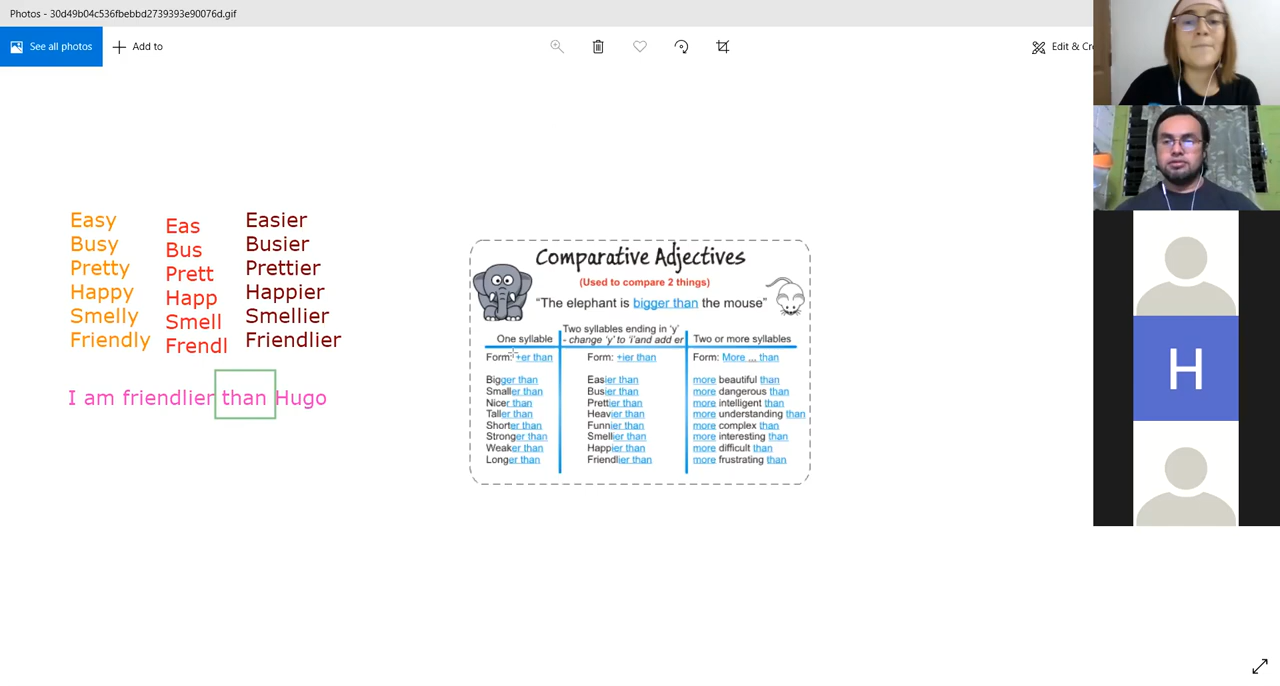 Photos - 30d49b04c536fbebbd2739393e90076d.gif
See all photos
Add to
Edit & Cr
Easy Eas Easier
Busy Bus Busier
Pretty Prett Prettier
Happy Happ Happier
Smelly Smell Smellier
Friendly Frendl Friendlier
I am friendlier than Hugo
Comparative Adjectives
(Used to compare 2 things)
“The elephant is bigger than the mouse”
One syllable
Two syllables ending in 'y'
- change 'y' to 'i'and add er
Two or more syllables
Form: +er than
Bigger than
Smaller than
Nicer than
Taller than
Shorter than
Stronger than
Weaker than
Longer than
Form: +ier than
Easier than
Busier than
Prettier than
Heavier than
Funnier than
Smellier than
Happier than
Friendlier than
Form: More ... than
more beautiful than
more dangerous than
more intelligent than
more understanding than
more complex than
more interesting than
more difficult than
more frustrating than
H